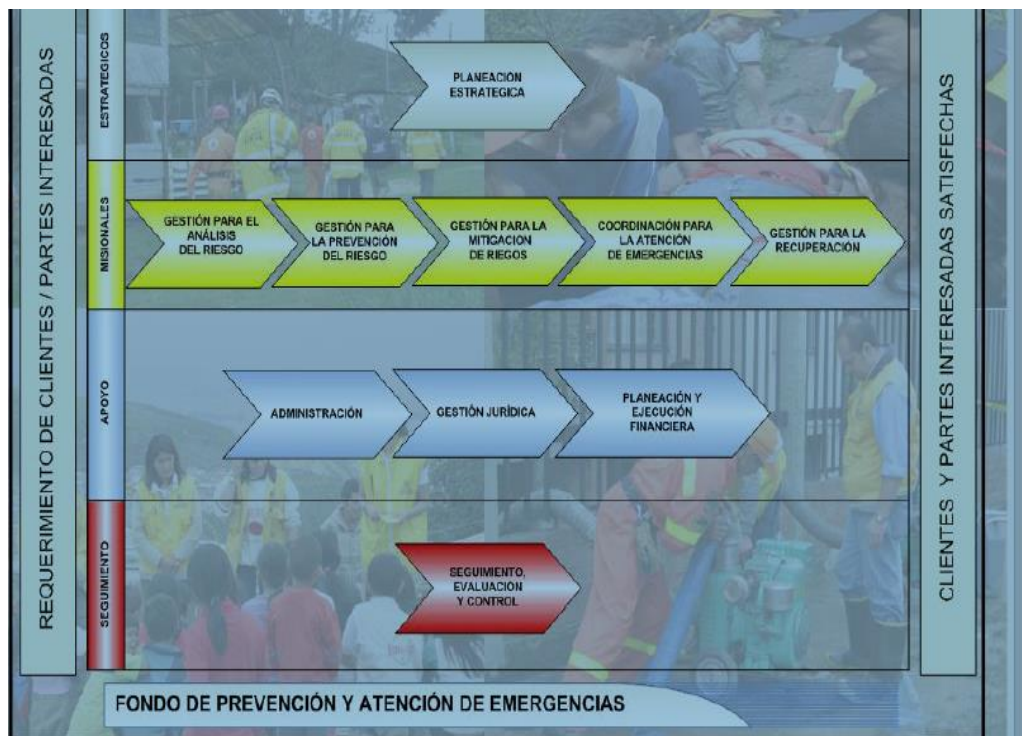 REQUERIMIENTO DE CLIENTES / PARTES INTERESADAS
ESTRATEGICOS
PLANEACIÓN
ESTRATEGICA
MISIONALES
GESTIÓN PARA EL
ANÁLISIS
DEL RIESGO
GESTIÓN PARA
LA PREVENCIÓN
DEL RIESGO
GESTIÓN PARA LA
MITIGACION
DE RIEGOS
COORDINACIÓN PARA
LA ATENCIÓN
DE EMERGENCIAS
GESTIÓN PARA LA
RECUPERACIÓN
APOYO
ADMINISTRACIÓN
GESTIÓN JURÍDICA
PLANEACIÓN Y
EJECUCIÓN
FINANCIERA
SEGUIMIENTO
SEGUIMIENTO,
EVALUACIÓN
Y CONTROL
CLIENTES Y PARTES INTERESADAS SATISFECHAS
FONDO DE PREVENCIÓN Y ATENCIÓN DE EMERGENCIAS